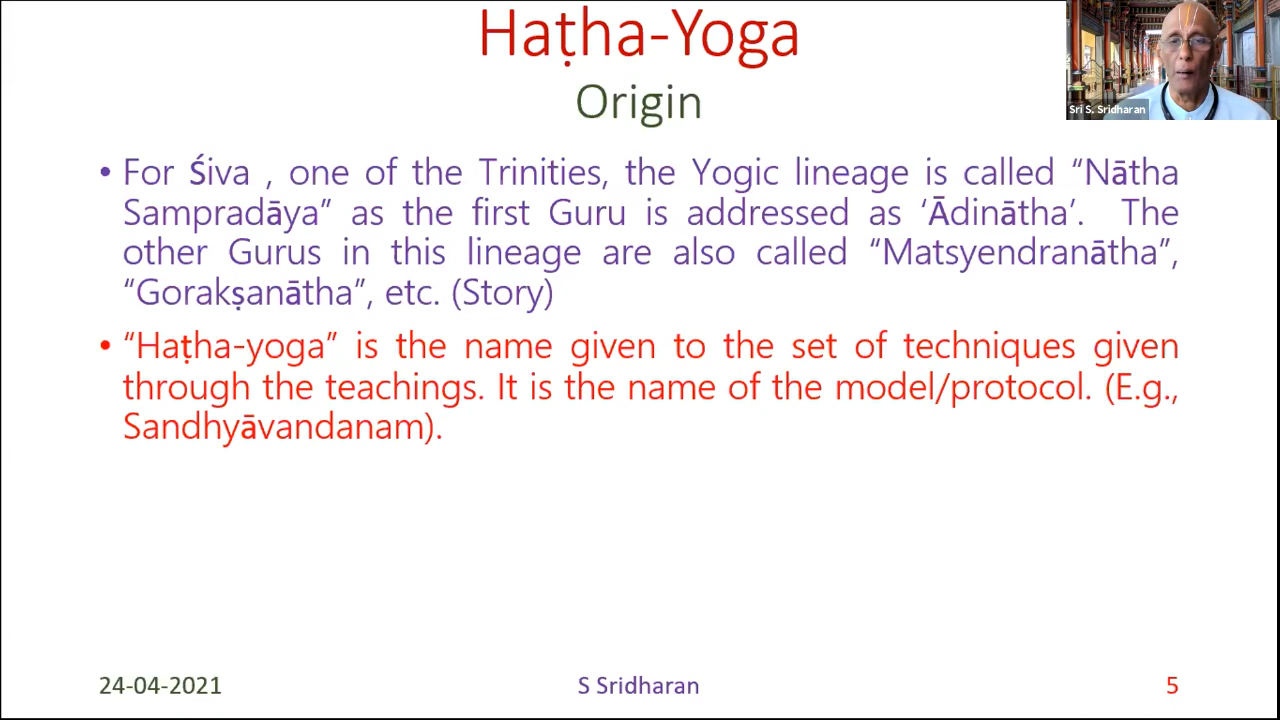 Haṭha-Yoga
Origin
Sri S. Sridharan
• For Śiva , one of the Trinities, the Yogic lineage is called “Nātha
Sampradāya” as the first Guru is addressed as ‘Ādinātha’. The
other Gurus in this lineage are also called “Matsyendranātha”,
“Gorakṣanātha”, etc. (Story)
• “Haṭha-yoga” is the name given to the set of techniques given
through the teachings. It is the name of the model/protocol. (E.g.,
Sandhyāvandanam).
24-04-2021
S Sridharan
5